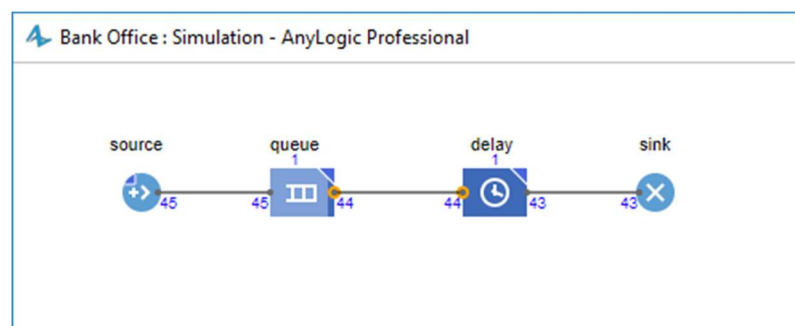 Bank Office : Simulation - AnyLogic Professional
source queue delay sink
1 1
45 45 44 44 43 43